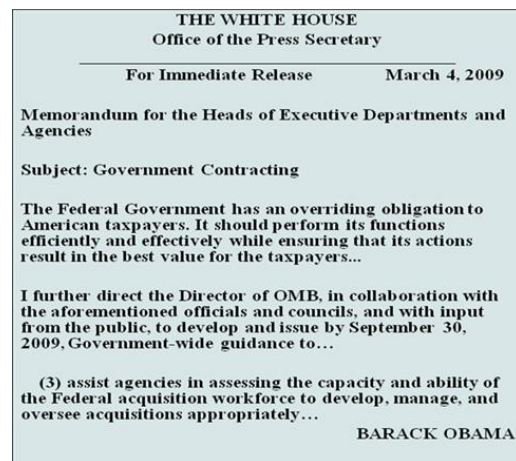 THE WHITE HOUSE
Office of the Press Secretary
For Immediate Release March 4, 2009
Memorandum for the Heads of Executive Departments and
Agencies
Subject: Government Contracting
The Federal Government has an overriding obligation to
American taxpayers. It should perform its functions
efficiently and effectively while ensuring that its actions
result in the best value for the taxpayers...
I further direct the Director of OMB, in collaboration with
the aforementioned officials and councils, and with input
from the public, to develop and issue by September 30,
2009, Government-wide guidance to…
(3) assist agencies in assessing the capacity and ability of
the Federal acquisition workforce to develop, manage, and
oversee acquisitions appropriately…
BARACK OBAMA